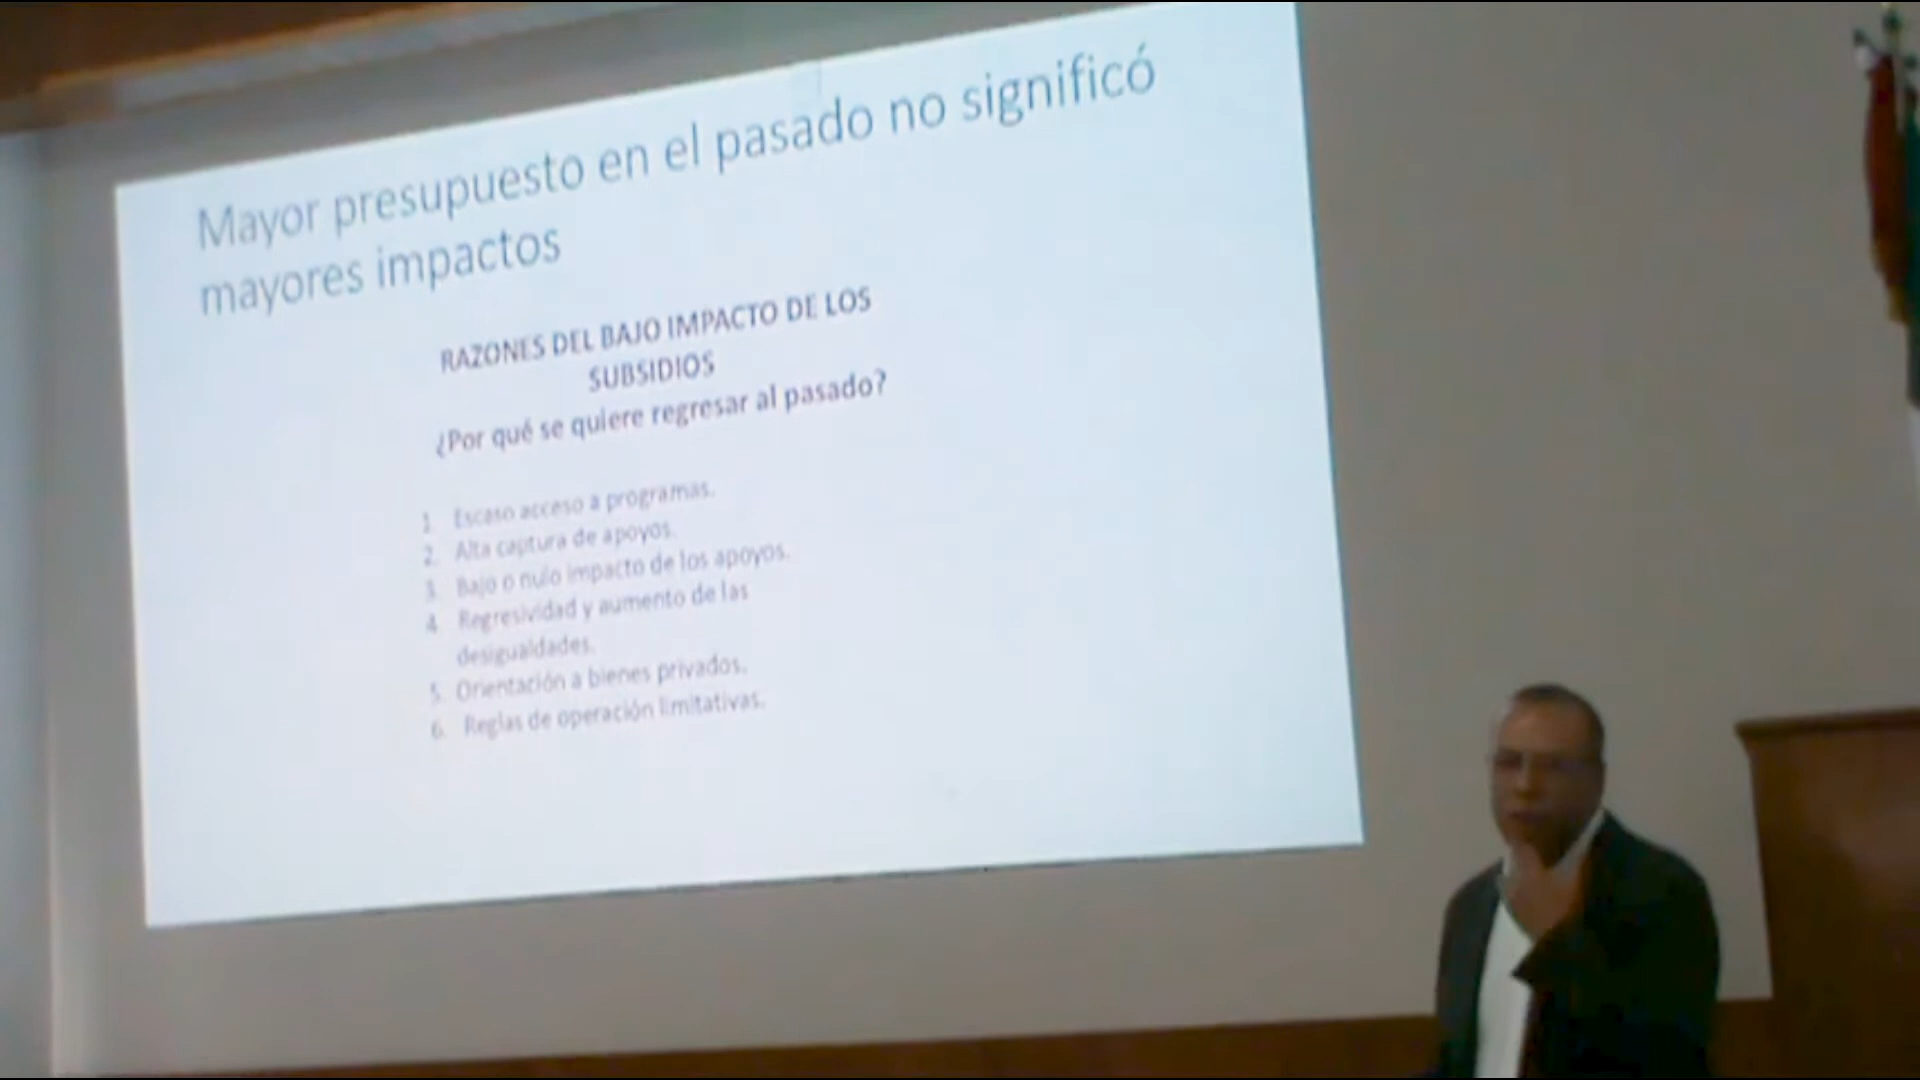 Mayor presupuesto en el pasado no significó
mayores impactos
RAZONES DEL BAJO IMPACTO DE LOS
SUBSIDIOS
¿Por qué se quiere regresar al pasado?
1. Escaso acceso a programas.
2. Alta captura de apoyos.
3. Bajo o nulo impacto de los apoyos.
4. Regresividad y aumento de las
desigualdades.
5. Orientación a bienes privados.
6. Reglas de operación limitativas.